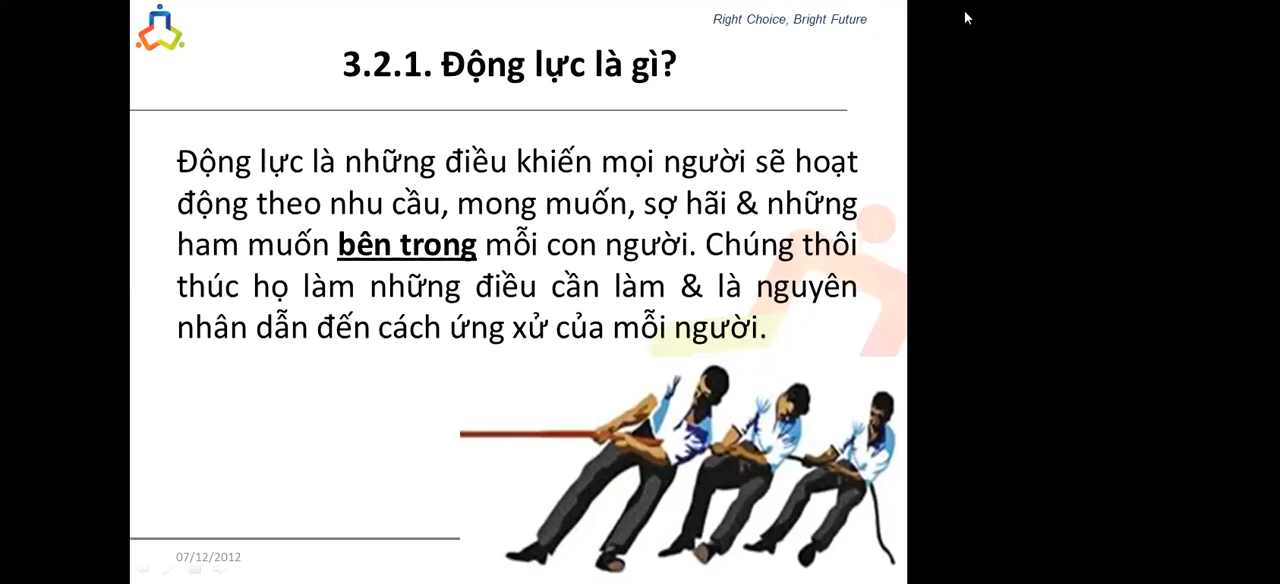 Right Choice, Bright Future
3.2.1. Động lực là gì?
Động lực là những điều khiến mọi người sẽ hoạt
động theo nhu cầu, mong muốn, sợ hãi & những
ham muốn bên trong mỗi con người. Chúng thôi
thúc họ làm những điều cần làm & là nguyên
nhân dẫn đến cách ứng xử của mỗi người.
07/12/2012